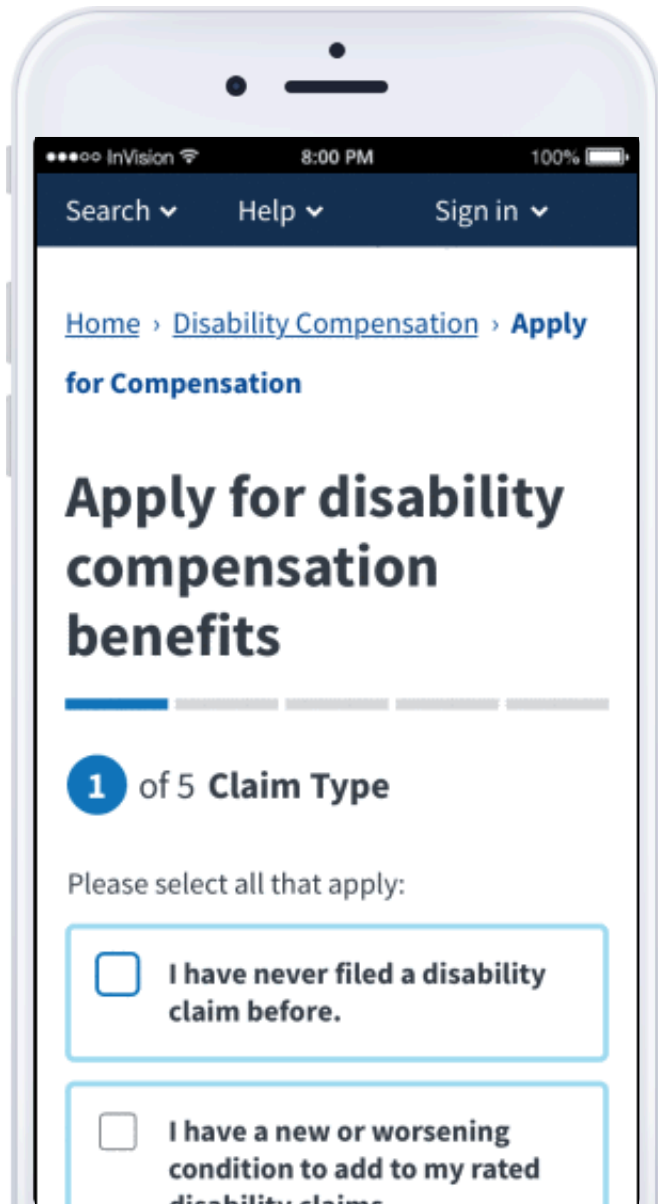 InVision 8:00 PM 100%
Search Help Sign in
Home › Disability Compensation › Apply
for Compensation
Apply for disability
compensation
benefits
1 of 5 Claim Type
Please select all that apply:
I have never filed a disability
claim before.
I have a new or worsening
condition to add to my rated
disability claims